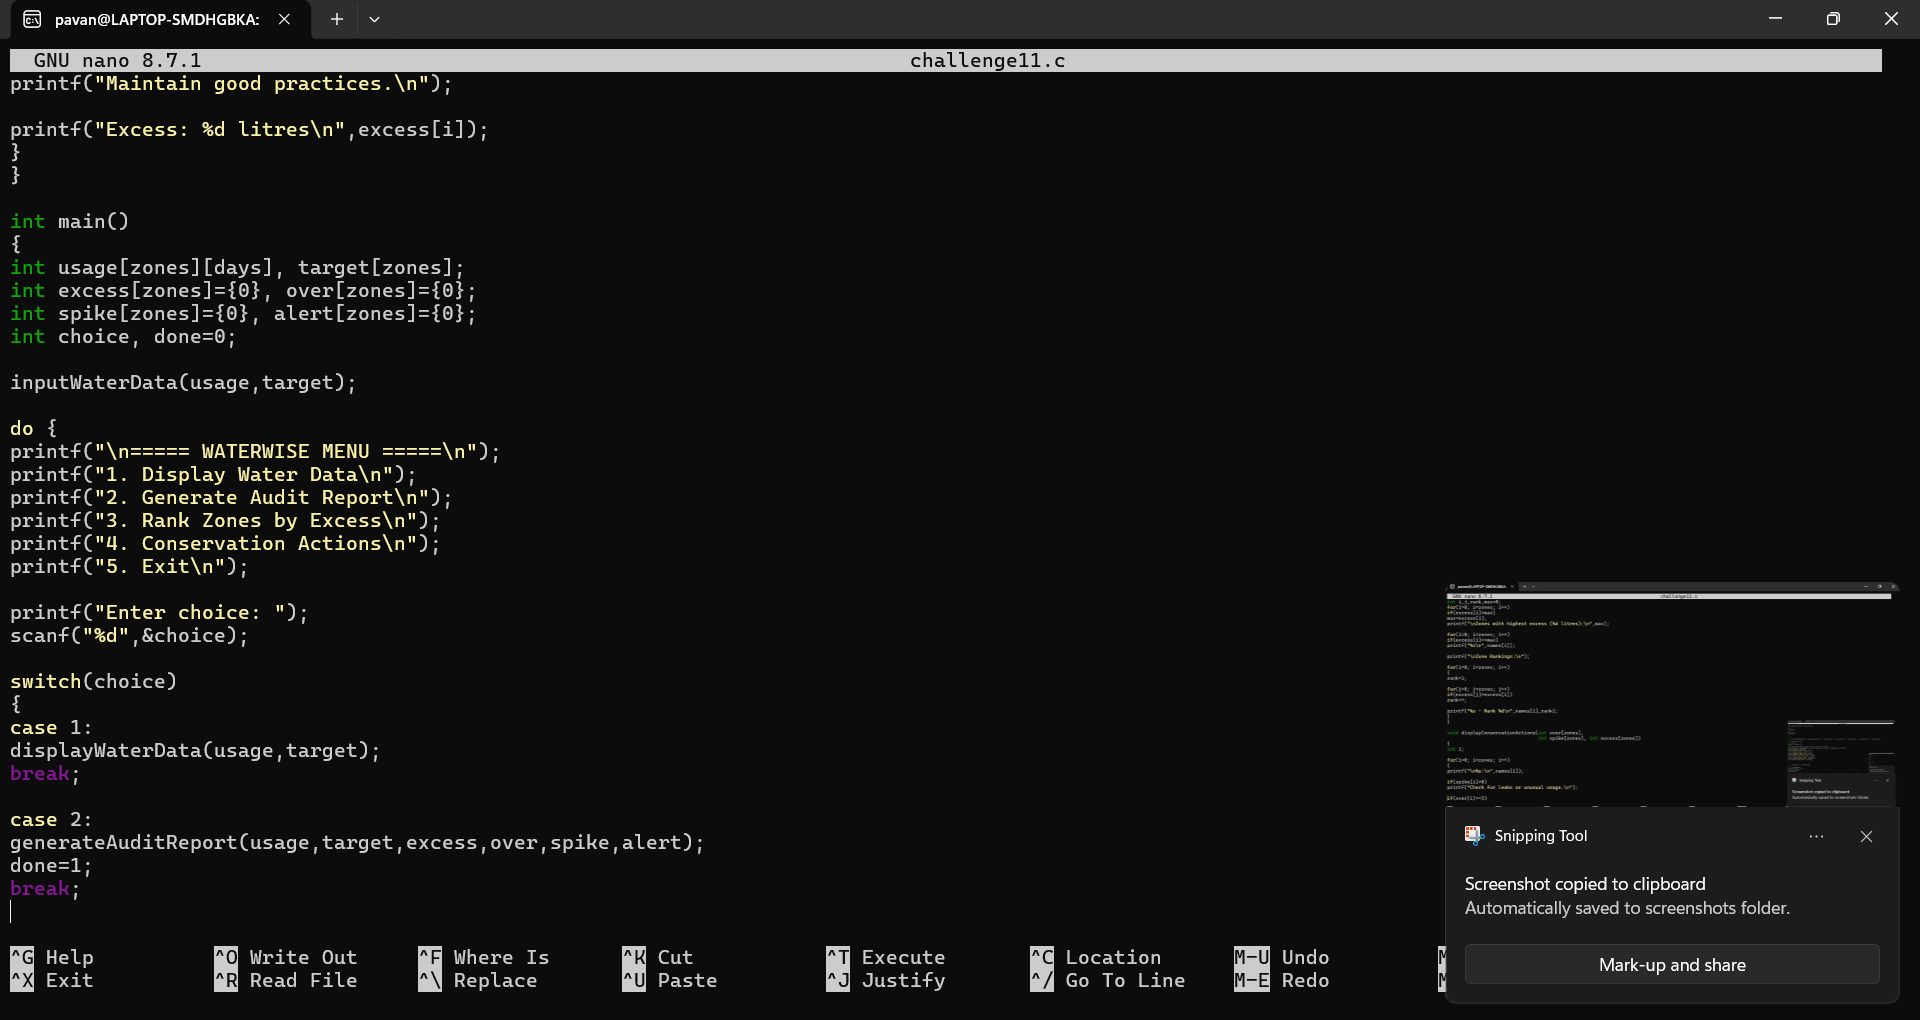 pavan@LAPTOP-SMDHGBKA:
GNU nano 8.7.1 challenge11.c
printf("Maintain good practices.\n");
printf("Excess: %d litres\n",excess[i]);
}
}
int main()
{
int usage[zones][days], target[zones];
int excess[zones]={0}, over[zones]={0};
int spike[zones]={0}, alert[zones]={0};
int choice, done=0;
inputWaterData(usage,target);
do {
printf("\n===== WATERWISE MENU =====\n");
printf("1. Display Water Data\n");
printf("2. Generate Audit Report\n");
printf("3. Rank Zones by Excess\n");
printf("4. Conservation Actions\n");
printf("5. Exit\n");
printf("Enter choice: ");
scanf("%d",&choice);
switch(choice)
{
case 1:
displayWaterData(usage,target);
break;
case 2:
generateAuditReport(usage,target,excess,over,spike,alert);
done=1;
break;
^G Help ^O Write Out ^F Where Is ^K Cut ^T Execute ^C Location M-U Undo
^X Exit ^R Read File ^\ Replace ^U Paste ^J Justify ^/ Go To Line M-E Redo
Snipping Tool
Screenshot copied to clipboard
Automatically saved to screenshots folder.
Mark-up and share